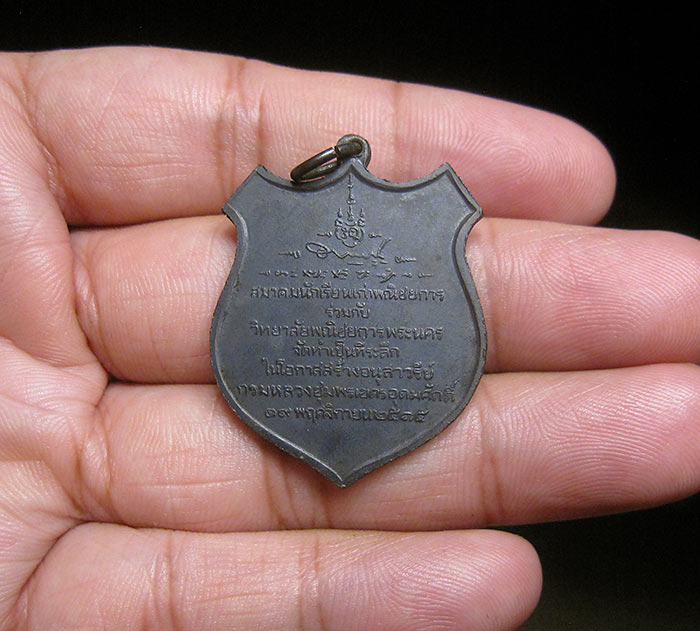 สมาคมนักเรียนเก่าพณิชยการ
ร่วมกับ
วิทยาลัยพณิชยการพระนคร
จัดทำเป็นที่ระลึก
ในโอกาสสร้างอนุสาวรีย์
กรมหลวงชุมพรเขตรอุดมศักดิ์
๑๙ พฤศจิกายน๒๕๑๕